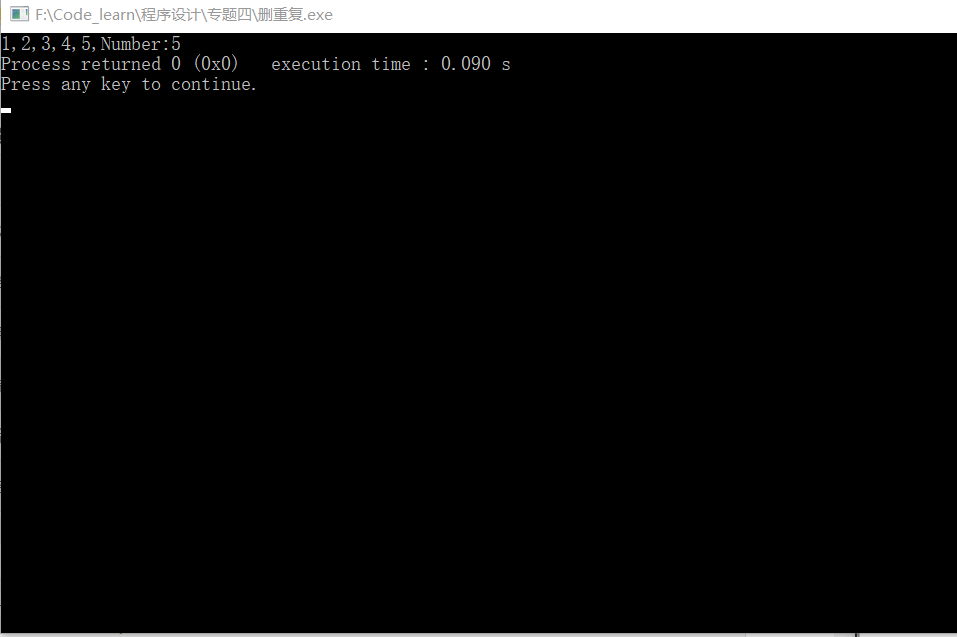 F:\Code_learn\程序设计\专题四\删重复.exe
1,2,3,4,5,Number:5
Process returned 0 (0x0)   execution time : 0.090 s
Press any key to continue.